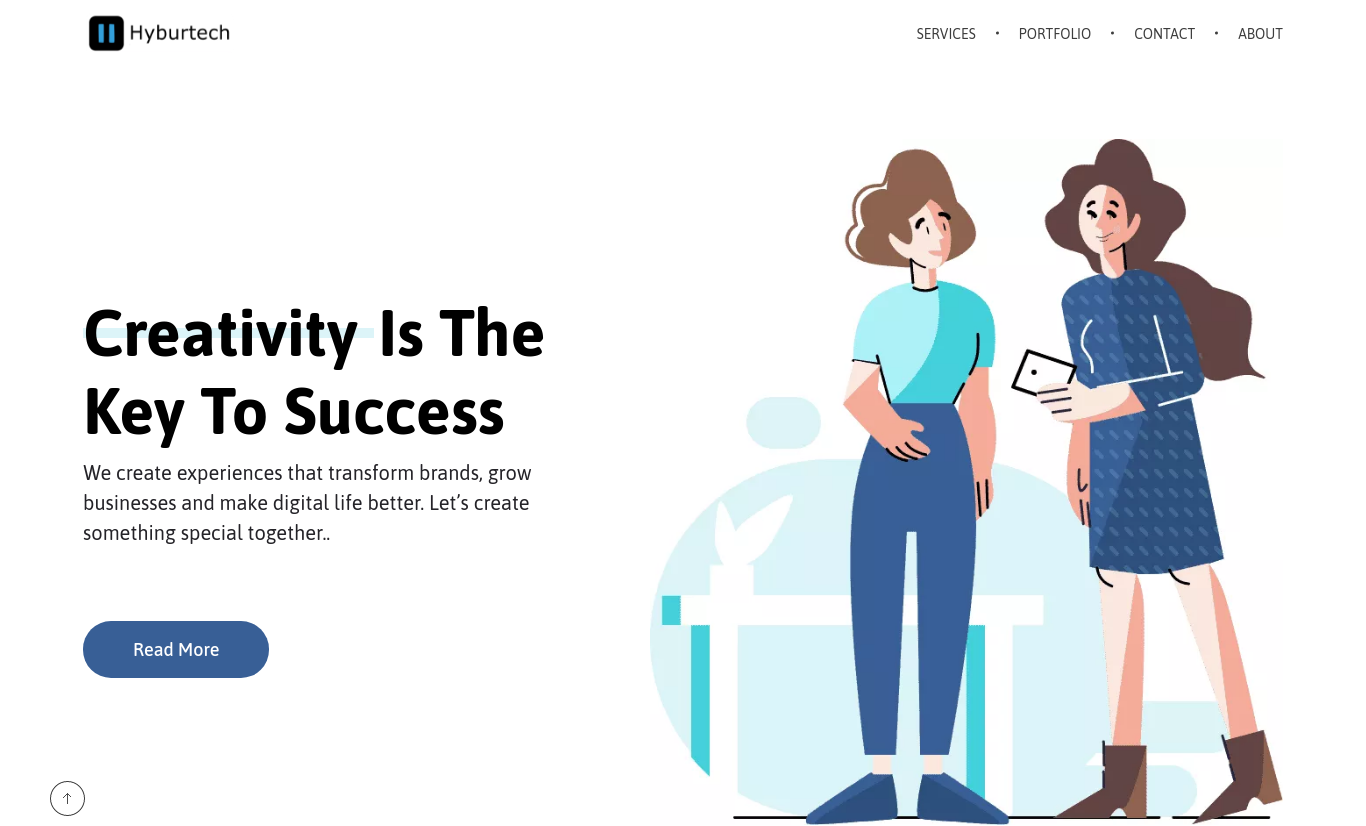 Hyburtech
SERVICES • PORTFOLIO • CONTACT • ABOUT
Creativity Is The
Key To Success
We create experiences that transform brands, grow
businesses and make digital life better. Let’s create
something special together..
Read More